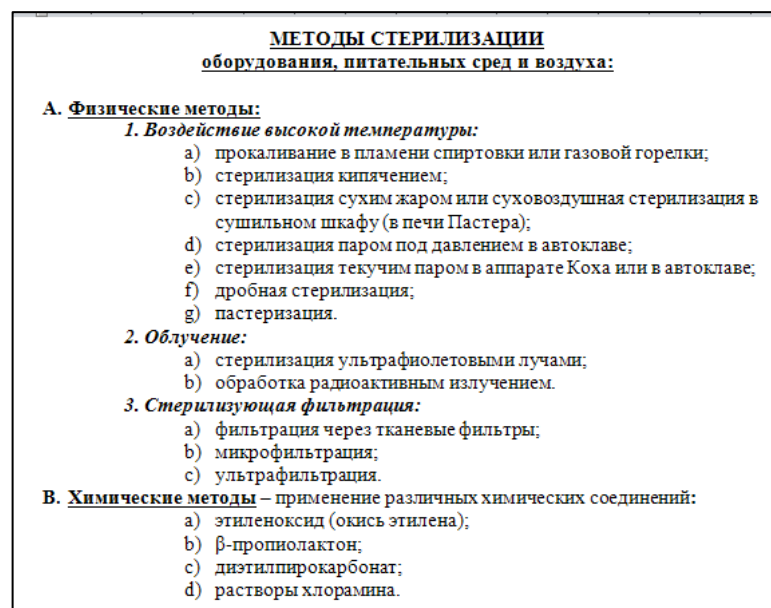 МЕТОДЫ СТЕРИЛИЗАЦИИ
оборудования, питательных сред и воздуха:
А. Физические методы:
1. Воздействие высокой температуры:
a) прокаливание в пламени спиртовки или газовой горелки;
b) стерилизация кипячением;
c) стерилизация сухим жаром или суховоздушная стерилизация в
сушильном шкафу (в печи Пастера);
d) стерилизация паром под давлением в автоклаве;
e) стерилизация текучим паром в аппарате Коха или в автоклаве;
f) дробная стерилизация;
g) пастеризация.
2. Облучение:
a) стерилизация ультрафиолетовыми лучами;
b) обработка радиоактивным излучением.
3. Стерилизующая фильтрация:
a) фильтрация через тканевые фильтры;
b) микрофильтрация;
c) ультрафильтрация.
В. Химические методы – применение различных химических соединений:
a) этиленоксид (окись этилена);
b) β-пропиолактон;
c) диэтилпирокарбонат;
d) растворы хлорамина.